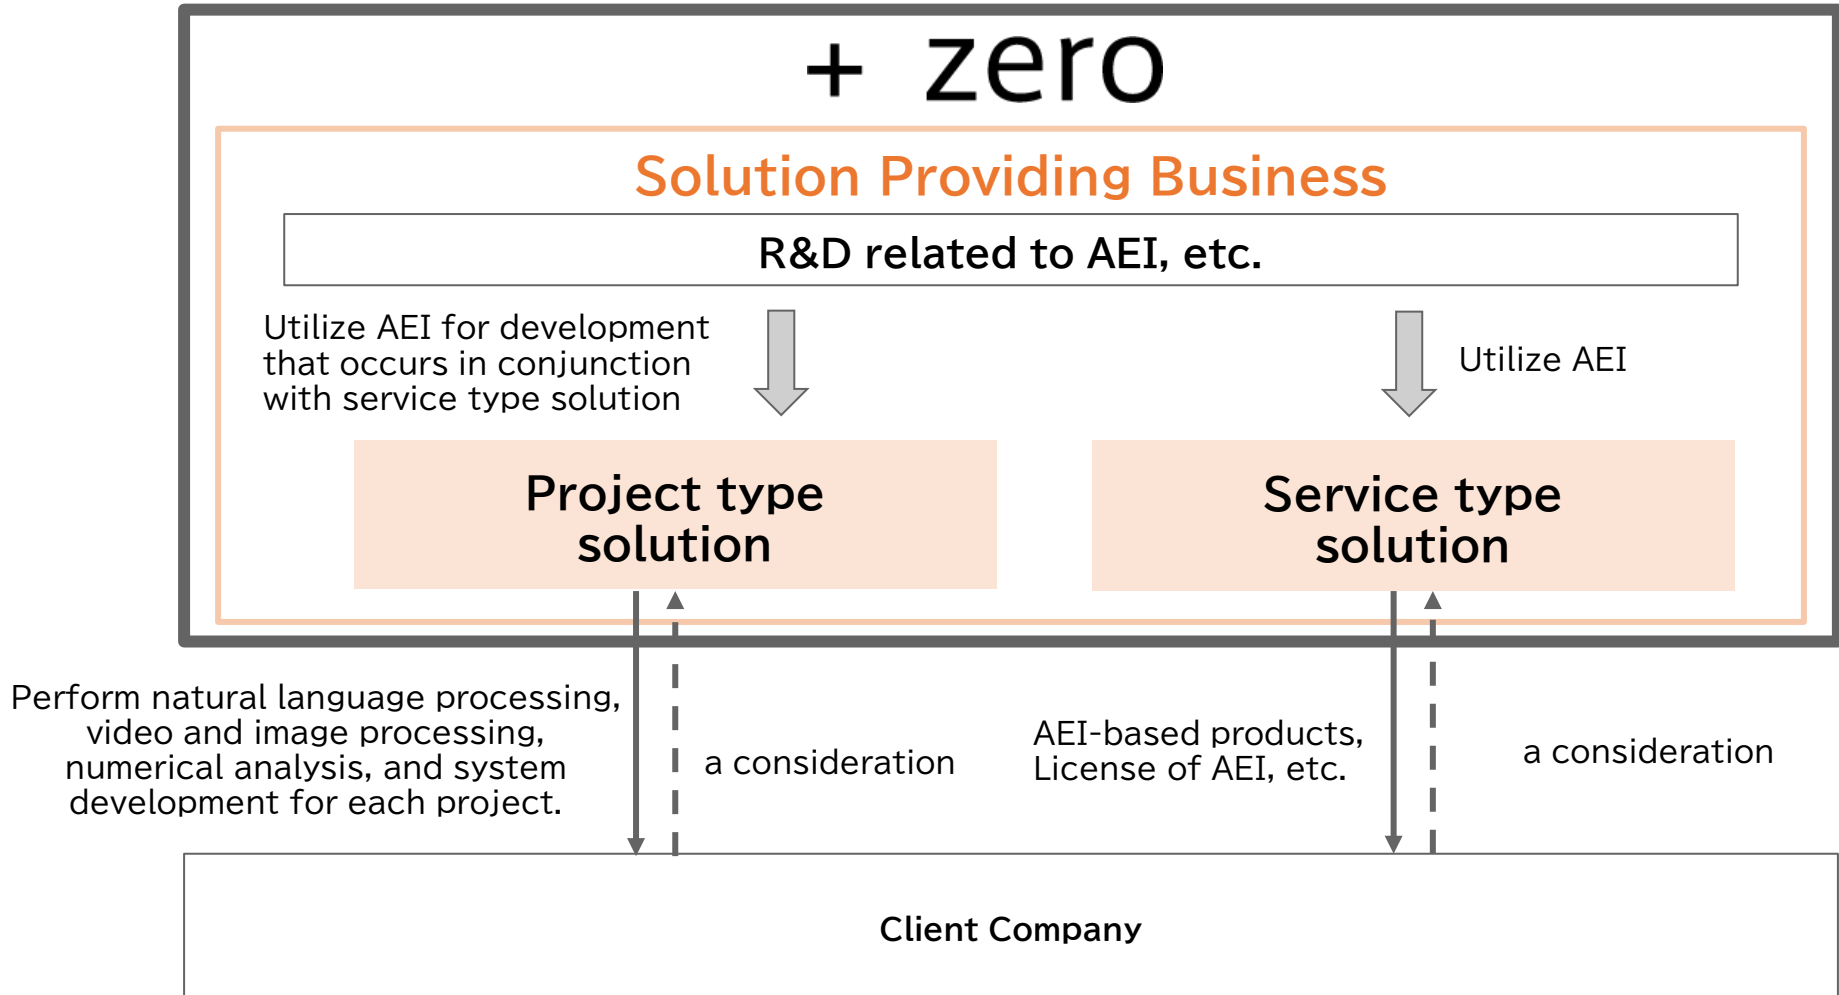 + zero
Solution Providing Business
R&D related to AEI, etc.
Utilize AEI for development
that occurs in conjunction
with service type solution
Utilize AEI
Project type
solution
Service type
solution
Perform natural language processing,
video and image processing,
numerical analysis, and system
development for each project.
a consideration
AEI-based products,
License of AEI, etc.
a consideration
Client Company